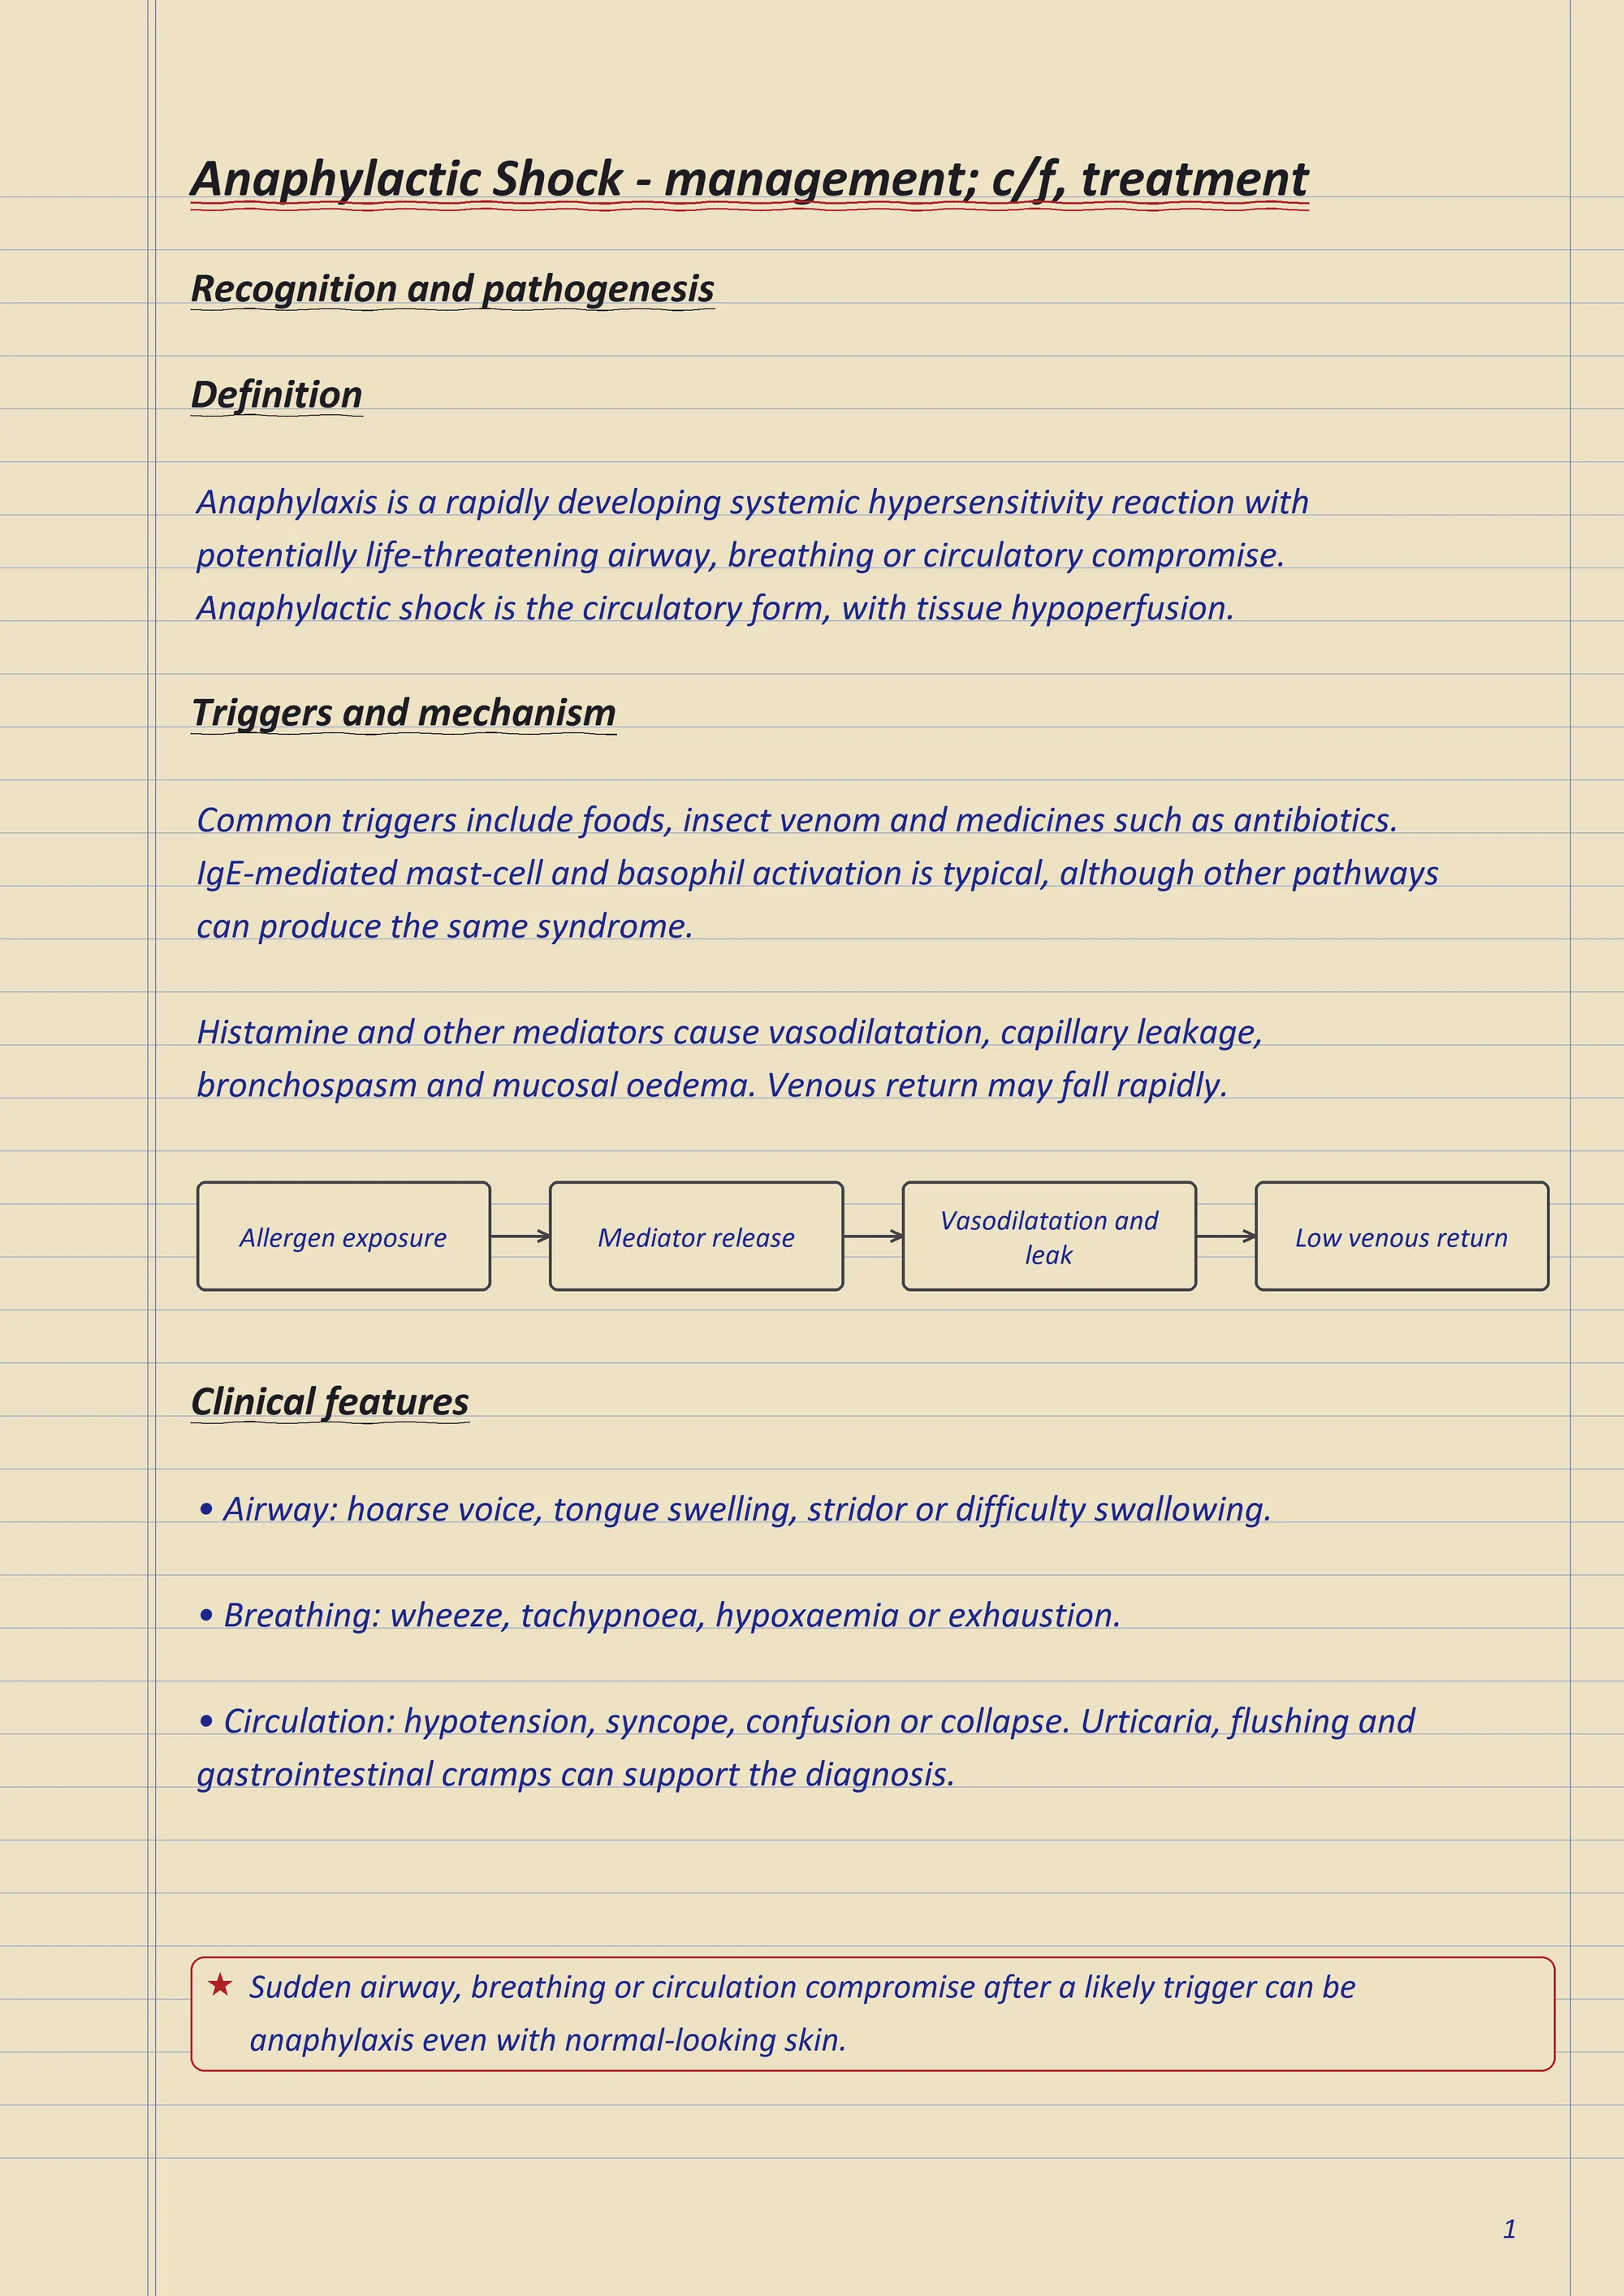 Anaphylactic Shock - management; c/f, treatment
Recognition and pathogenesis
Definition
Anaphylaxis is a rapidly developing systemic hypersensitivity reaction with
potentially life-threatening airway, breathing or circulatory compromise.
Anaphylactic shock is the circulatory form, with tissue hypoperfusion.
Triggers and mechanism
Common triggers include foods, insect venom and medicines such as antibiotics.
IgE-mediated mast-cell and basophil activation is typical, although other pathways
can produce the same syndrome.
Histamine and other mediators cause vasodilatation, capillary leakage,
bronchospasm and mucosal oedema. Venous return may fall rapidly.
Allergen exposure
Mediator release
Vasodilatation and
leak
Low venous return
Clinical features
• Airway: hoarse voice, tongue swelling, stridor or difficulty swallowing.
• Breathing: wheeze, tachypnoea, hypoxaemia or exhaustion.
• Circulation: hypotension, syncope, confusion or collapse. Urticaria, flushing and
gastrointestinal cramps can support the diagnosis.
★ Sudden airway, breathing or circulation compromise after a likely trigger can be
anaphylaxis even with normal-looking skin.
1